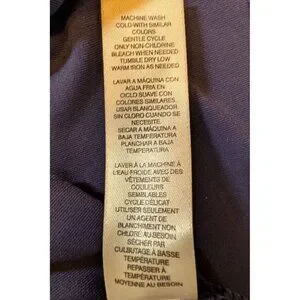 MACHINE WASH
COLD WITH SIMILAR
COLORS
GENTLE CYCLE
ONLY NON-CHLORINE
BLEACH WHEN NEEDED
TUMBLE DRY LOW
WARM IRON AS NEEDED
LAVAR A MÁQUINA CON
AGUA FRIA EN
CICLO SUAVE CON
COLORES SIMILARES
USAR BLANQUEADOR
SIN CLORO CUANDO SE
NECESITE
SECAR A MÁQUINA A
BAJA TEMPERATURA
PLANCHAR A BAJA
TEMPERATURA
LAVER À LA MACHINE À
L'EAU FROIDE AVEC DES
VÊTEMENTS DE
COULEURS
SEMBLABLES
CYCLE DÉLICAT
UTILISER SEULEMENT
UN AGENT DE
BLANCHIMENT NON
CHLORÉ AU BESOIN
SÉCHER PAR
CULBUTAGE À BASSE
TEMPÉRATURE
REPASSER À
TEMPÉRATURE
MOYENNE AU BESOIN